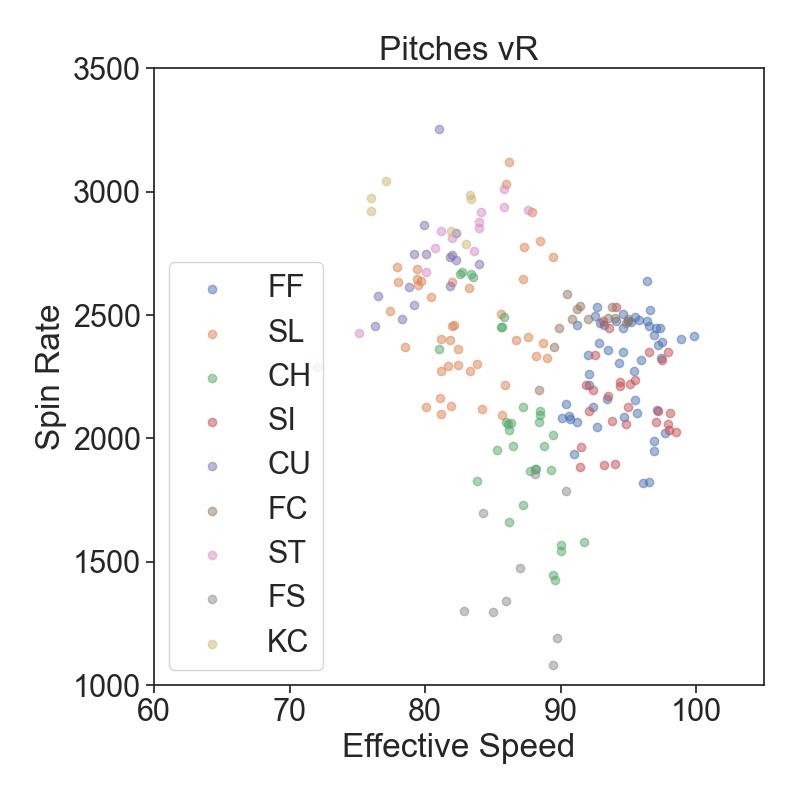 Pitches vR
3500
3000
2500
2000
1500
1000
Spin Rate
FF
SL
CH
SI
CU
FC
ST
FS
KC
60 70 80 90 100
Effective Speed